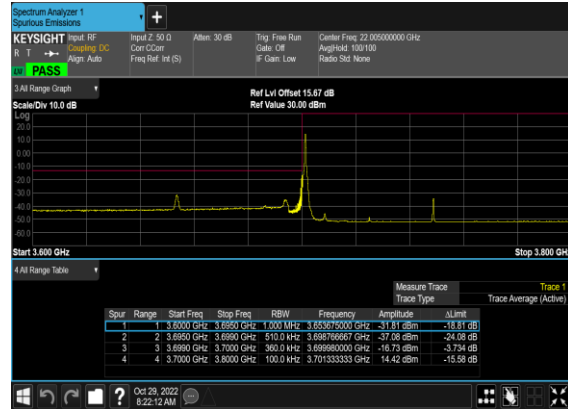 Spectrum Analyzer 1
Spurious Emissions
KEYSIGHT Input: RF Input Z: 50 Ω Atten: 30 dB Trig: Free Run Center Freq: 22.005000000 GHz
R T Coupling: DC Corr CCorr Gate: Off Avg|Hold: 100/100
Align: Auto Freq Ref: Int (S) IF Gain: Low Radio Std: None
PASS
3 All Range Graph
Ref Lvl Offset 15.67 dB
Scale/Div 10.0 dB Ref Value 30.00 dBm
Log
20.0
10.0
0.00
-10.0
-20.0
-30.0
-40.0
-50.0
-60.0
Start 3.600 GHz Stop 3.800 GH
4 All Range Table
Measure Trace Trace 1
Trace Type Trace Average (Active)
Spur Range Start Freq Stop Freq RBW Frequency Amplitude ΔLimit
1 1 3.6000 GHz 3.6950 GHz 1.000 MHz 3.653675000 GHz -31.81 dBm -18.81 dB
2 2 3.6950 GHz 3.6990 GHz 510.0 kHz 3.698766667 GHz -37.08 dBm -24.08 dB
3 3 3.6990 GHz 3.7000 GHz 360.0 kHz 3.699980000 GHz -16.73 dBm -3.734 dB
4 4 3.7000 GHz 3.8000 GHz 100.0 kHz 3.701333333 GHz 14.42 dBm -15.58 dB
Oct 29, 2022
8:22:12 AM